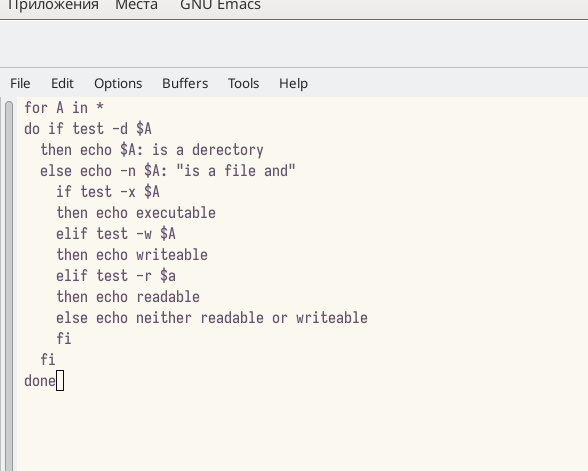 Приложения Места GNU Emacs
File Edit Options Buffers Tools Help
for A in *
do if test -d $A
then echo $A: is a derectory
else echo -n $A: "is a file and"
if test -x $A
then echo executable
elif test -w $A
then echo writeable
elif test -r $a
then echo readable
else echo neither readable or writeable
fi
fi
done